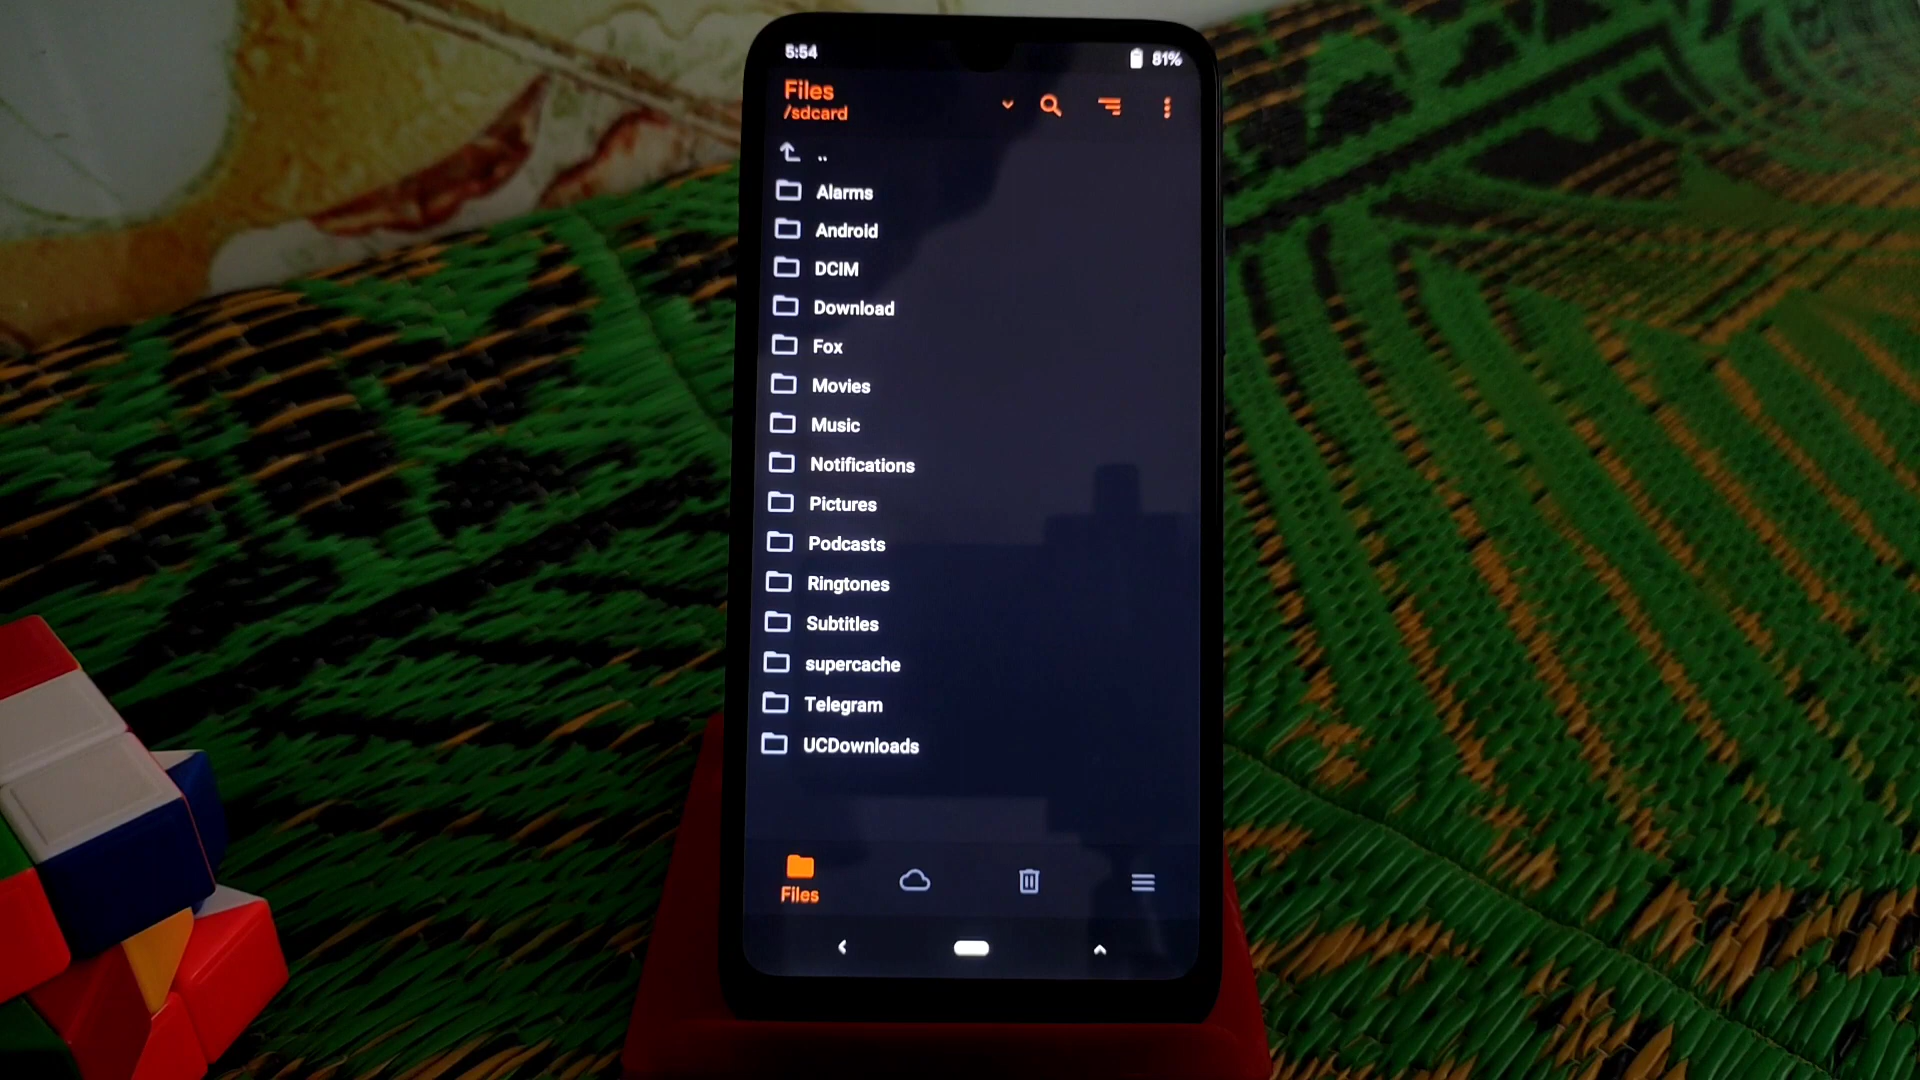 5:54
81%
Files
/sdcard
..
Alarms
Android
DCIM
Download
Fox
Movies
Music
Notifications
Pictures
Podcasts
Ringtones
Subtitles
supercache
Telegram
UCDownloads
Files